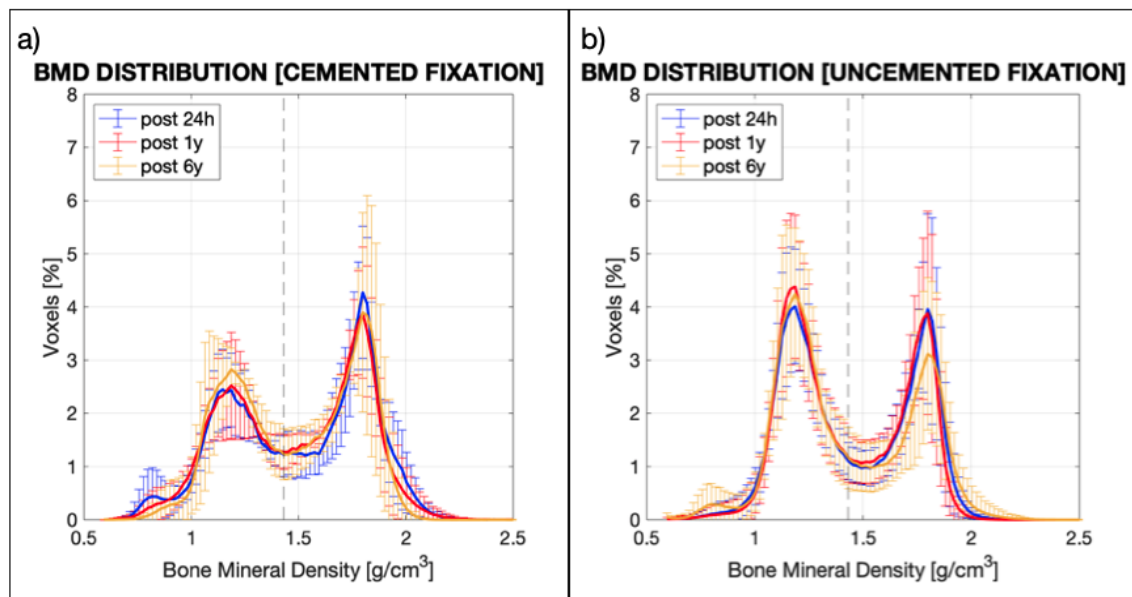 a)
BMD DISTRIBUTION [CEMENTED FIXATION]
8
7
6
5
4
3
2
1
0
Voxels [%]
post 24h
post 1y
post 6y
0.5
1
1.5
2
2.5
Bone Mineral Density [g/cm³]
b)
BMD DISTRIBUTION [UNCEMENTED FIXATION]
8
7
6
5
4
3
2
1
0
Voxels [%]
post 24h
post 1y
post 6y
0.5
1
1.5
2
2.5
Bone Mineral Density [g/cm³]